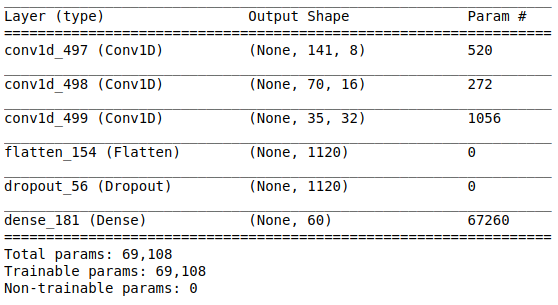 Layer (type) Output Shape Param #
conv1d_497 (Conv1D) (None, 141, 8) 520
conv1d_498 (Conv1D) (None, 70, 16) 272
conv1d_499 (Conv1D) (None, 35, 32) 1056
flatten_154 (Flatten) (None, 1120) 0
dropout_56 (Dropout) (None, 1120) 0
dense_181 (Dense) (None, 60) 67260
Total params: 69,108
Trainable params: 69,108
Non-trainable params: 0